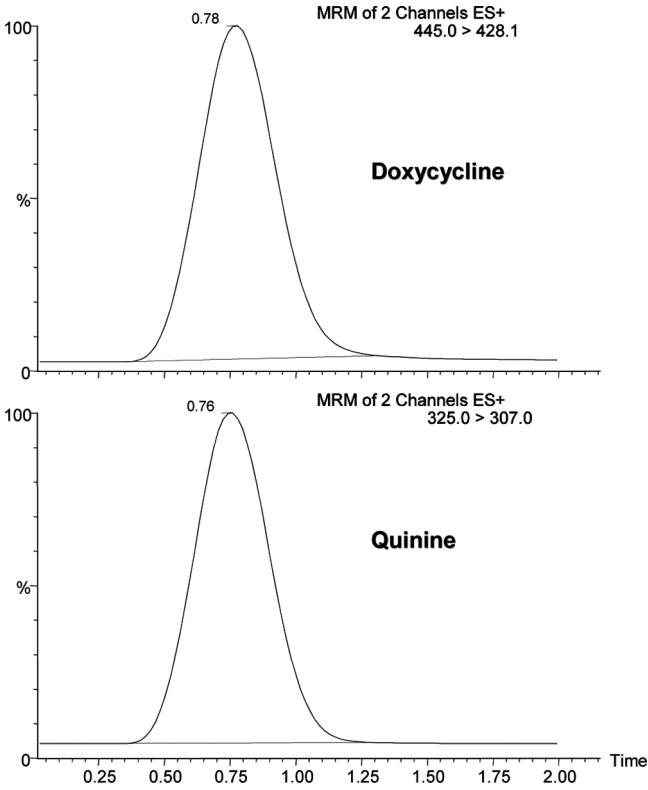 MRM of 2 Channels ES+
445.0 > 428.1
0.78
100
Doxycycline
%
0
MRM of 2 Channels ES+
325.0 > 307.0
0.76
100
Quinine
%
0
Time
0.25 0.50 0.75 1.00 1.25 1.50 1.75 2.00